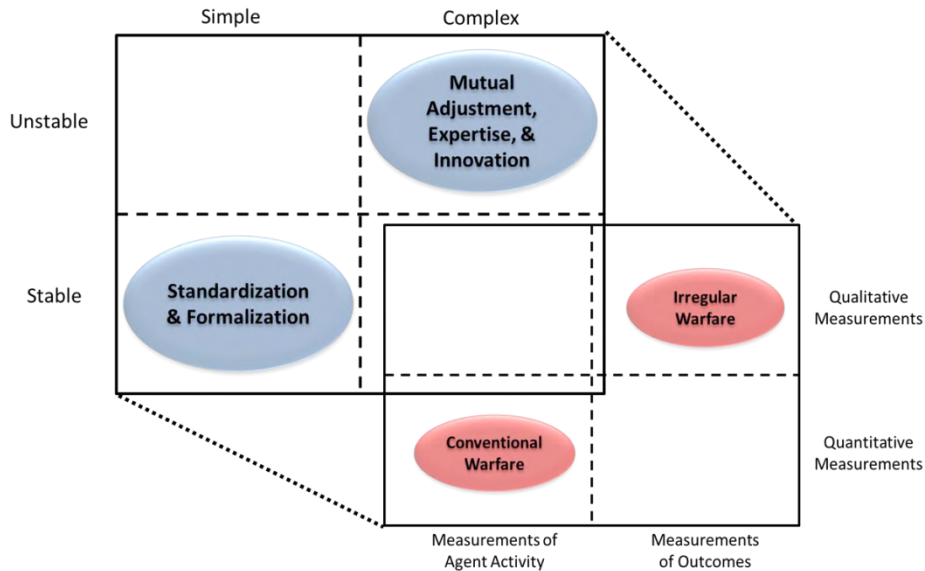 Simple
Complex
Unstable
Mutual
Adjustment,
Expertise, &
Innovation
Stable
Standardization
& Formalization
Irregular
Warfare
Qualitative
Measurements
Conventional
Warfare
Quantitative
Measurements
Measurements of
Agent Activity
Measurements
of Outcomes